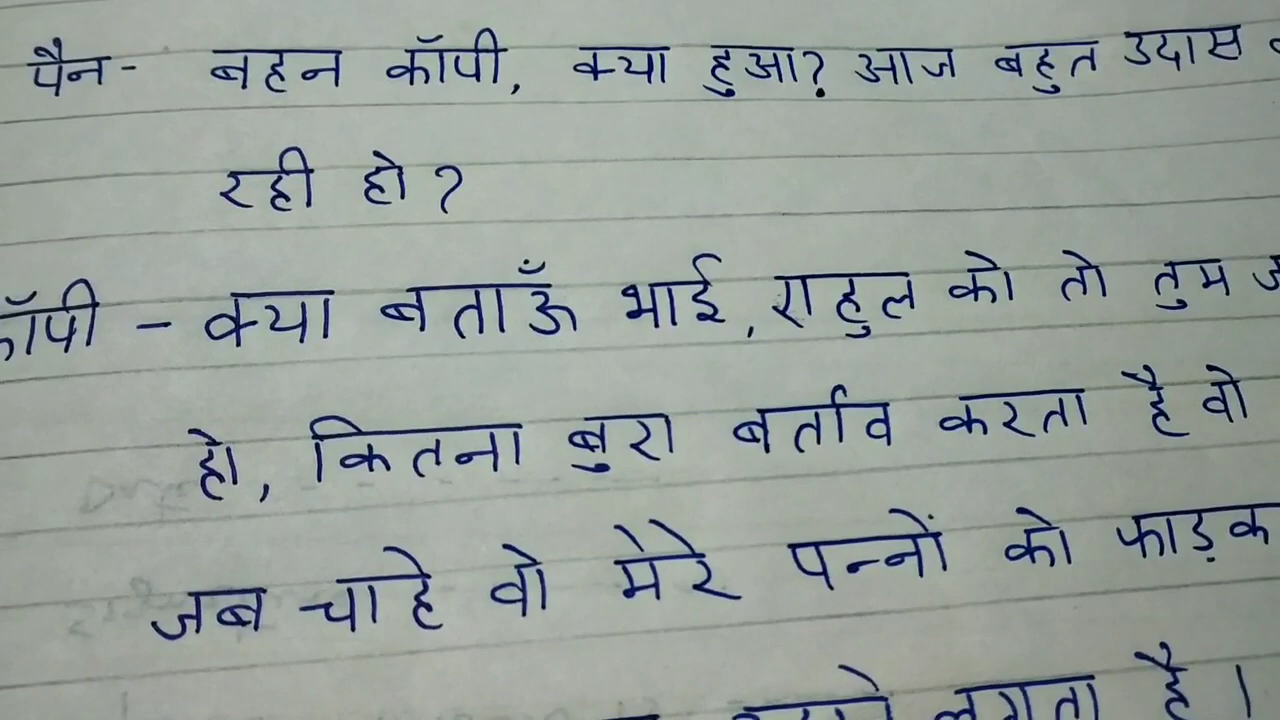 पैन- बहन कॉपी, क्या हुआ? आज बहुत उदास
रही हो?
कॉपी - क्या बताऊँ भाई, राहुल को तो तुम
हो, कितना बुरा बर्ताव करता है वो
जब चाहे वो मेरे पन्नों को फाड़क
लगता है।